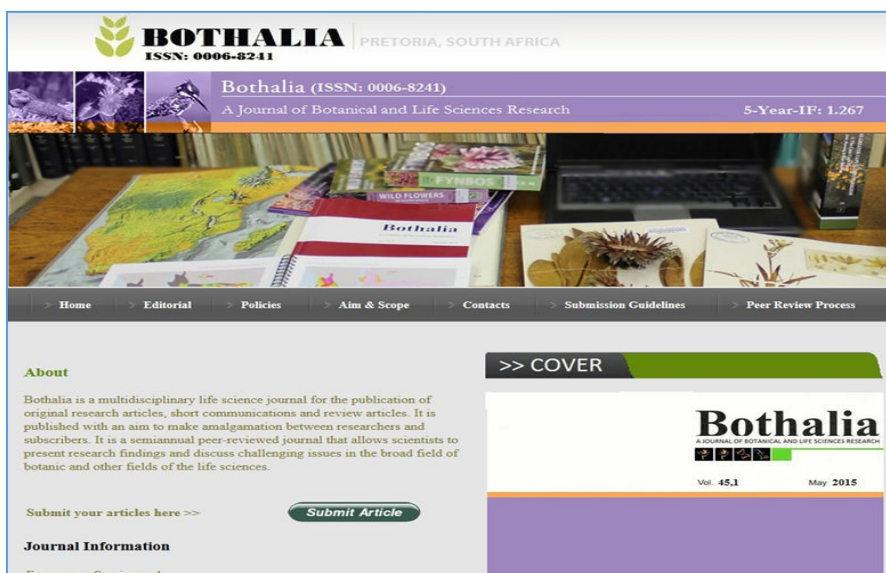 BOTHALIA PRETORIA, SOUTH AFRICA
ISSN: 0006-8241
Bothalia (ISSN: 0006-8241)
A Journal of Botanical and Life Sciences Research 5-Year-IF: 1.267
FYNBOS
WILD FLOWERS
Bothalia
> Home > Editorial > Policies > Aim & Scope > Contacts > Submission Guidelines > Peer Review Process
About
Bothalia is a multidisciplinary life science journal for the publication of
original research articles, short communications and review articles. It is
published with an aim to make amalgamation between researchers and
subscribers. It is a semiannual peer-reviewed journal that allows scientists to
present research findings and discuss challenging issues in the broad field of
botanic and other fields of the life sciences.
Submit your articles here >> Submit Article
Journal Information
>> COVER
Bothalia
A JOURNAL OF BOTANICAL AND LIFE SCIENCES RESEARCH
Vol. 45,1 May 2015